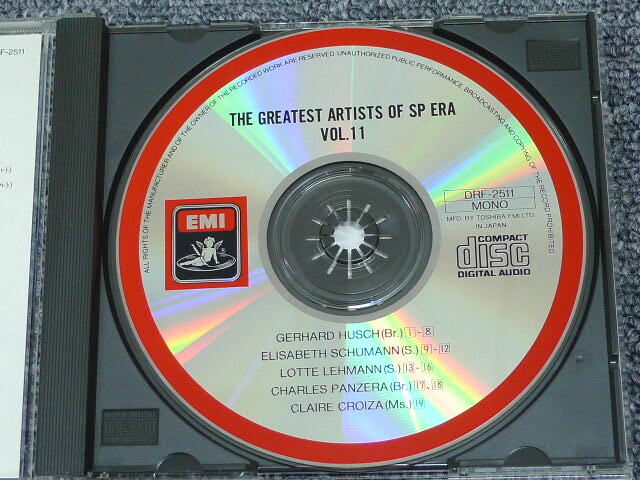 F-2511
ALL RIGHTS OF THE MANUFACTURER AND OF THE OWNER OF THE RECORDED WORK ARE RESERVED. UNAUTHORIZED PUBLIC PERFORMANCE, BROADCASTING AND COPYING OF THE RECORD PROHIBITED
THE GREATEST ARTISTS OF SP ERA
VOL.11
DRF-2511
MONO
MFD. BY TOSHIBA EMI LTD.
IN JAPAN
EMI
COMPACT
disc
DIGITAL AUDIO
GERHARD HUSCH(Br.) 1-8
ELISABETH SCHUMANN(S.) 9-12
LOTTE LEHMANN(S.) 13-16
CHARLES PANZERA(Br.) 17, 18
CLAIRE CROIZA(Ms.) 19